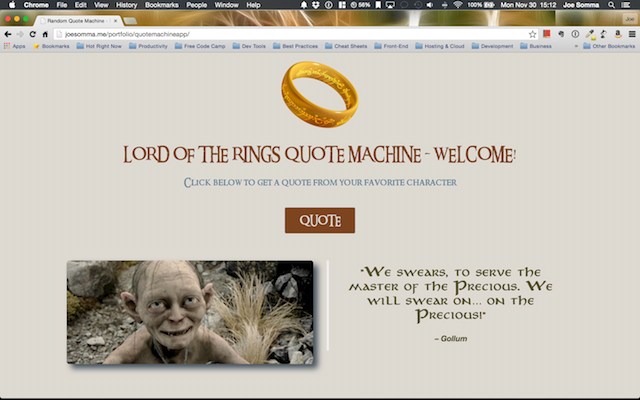 Chrome File Edit View History Bookmarks People Window Help
56%
100%
Mon Nov 30 15:12 Joe Somma
Random Quote Machine
Joe
joesomma.me/portfolio/quotemachineapp/
Apps Bookmarks Hot Right Now Productivity Free Code Camp Dev Tools Best Practices Cheat Sheets Front-End Hosting & Cloud Development Business » Other Bookmarks
LORD OF THE RINGS QUOTE MACHINE - WELCOME!
CLICK BELOW TO GET A QUOTE FROM YOUR FAVORITE CHARACTER
QUOTE
"We swears, to serve the
master of the Precious. We
will swear on... on the
Precious!"
– Gollum